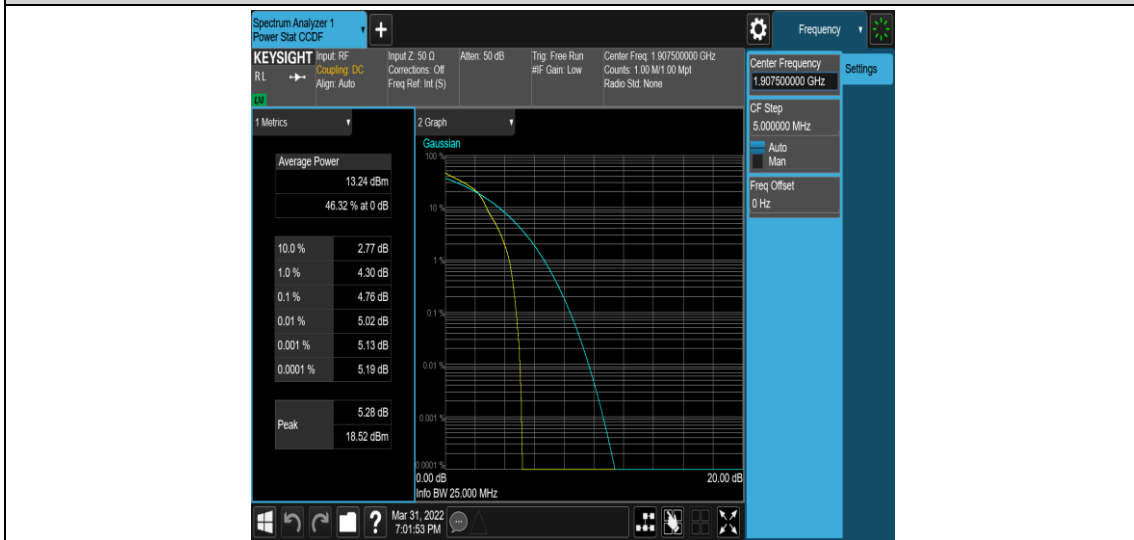 Spectrum Analyzer 1
Power Stat CCDF
+
Frequency
KEYSIGHT
RL
LXI
Input: RF
Coupling: DC
Align: Auto
Input Z: 50 Ω
Corrections: Off
Freq Ref: Int (S)
Atten: 50 dB
Trig: Free Run
#IF Gain: Low
Center Freq: 1.907500000 GHz
Counts: 1.00 M/1.00 Mpt
Radio Std: None
Center Frequency
1.907500000 GHz
Settings
CF Step
5.000000 MHz
Auto
Man
Freq Offset
0 Hz
1 Metrics
Average Power
13.24 dBm
46.32 % at 0 dB
10.0 % 2.77 dB
1.0 % 4.30 dB
0.1 % 4.76 dB
0.01 % 5.02 dB
0.001 % 5.13 dB
0.0001 % 5.19 dB
Peak
5.28 dB
18.52 dBm
2 Graph
Gaussian
100 %
10 %
1 %
0.1 %
0.01 %
0.001 %
0.0001 %
0.00 dB 20.00 dB
Info BW 25.000 MHz
?
Mar 31, 2022
7:01:53 PM